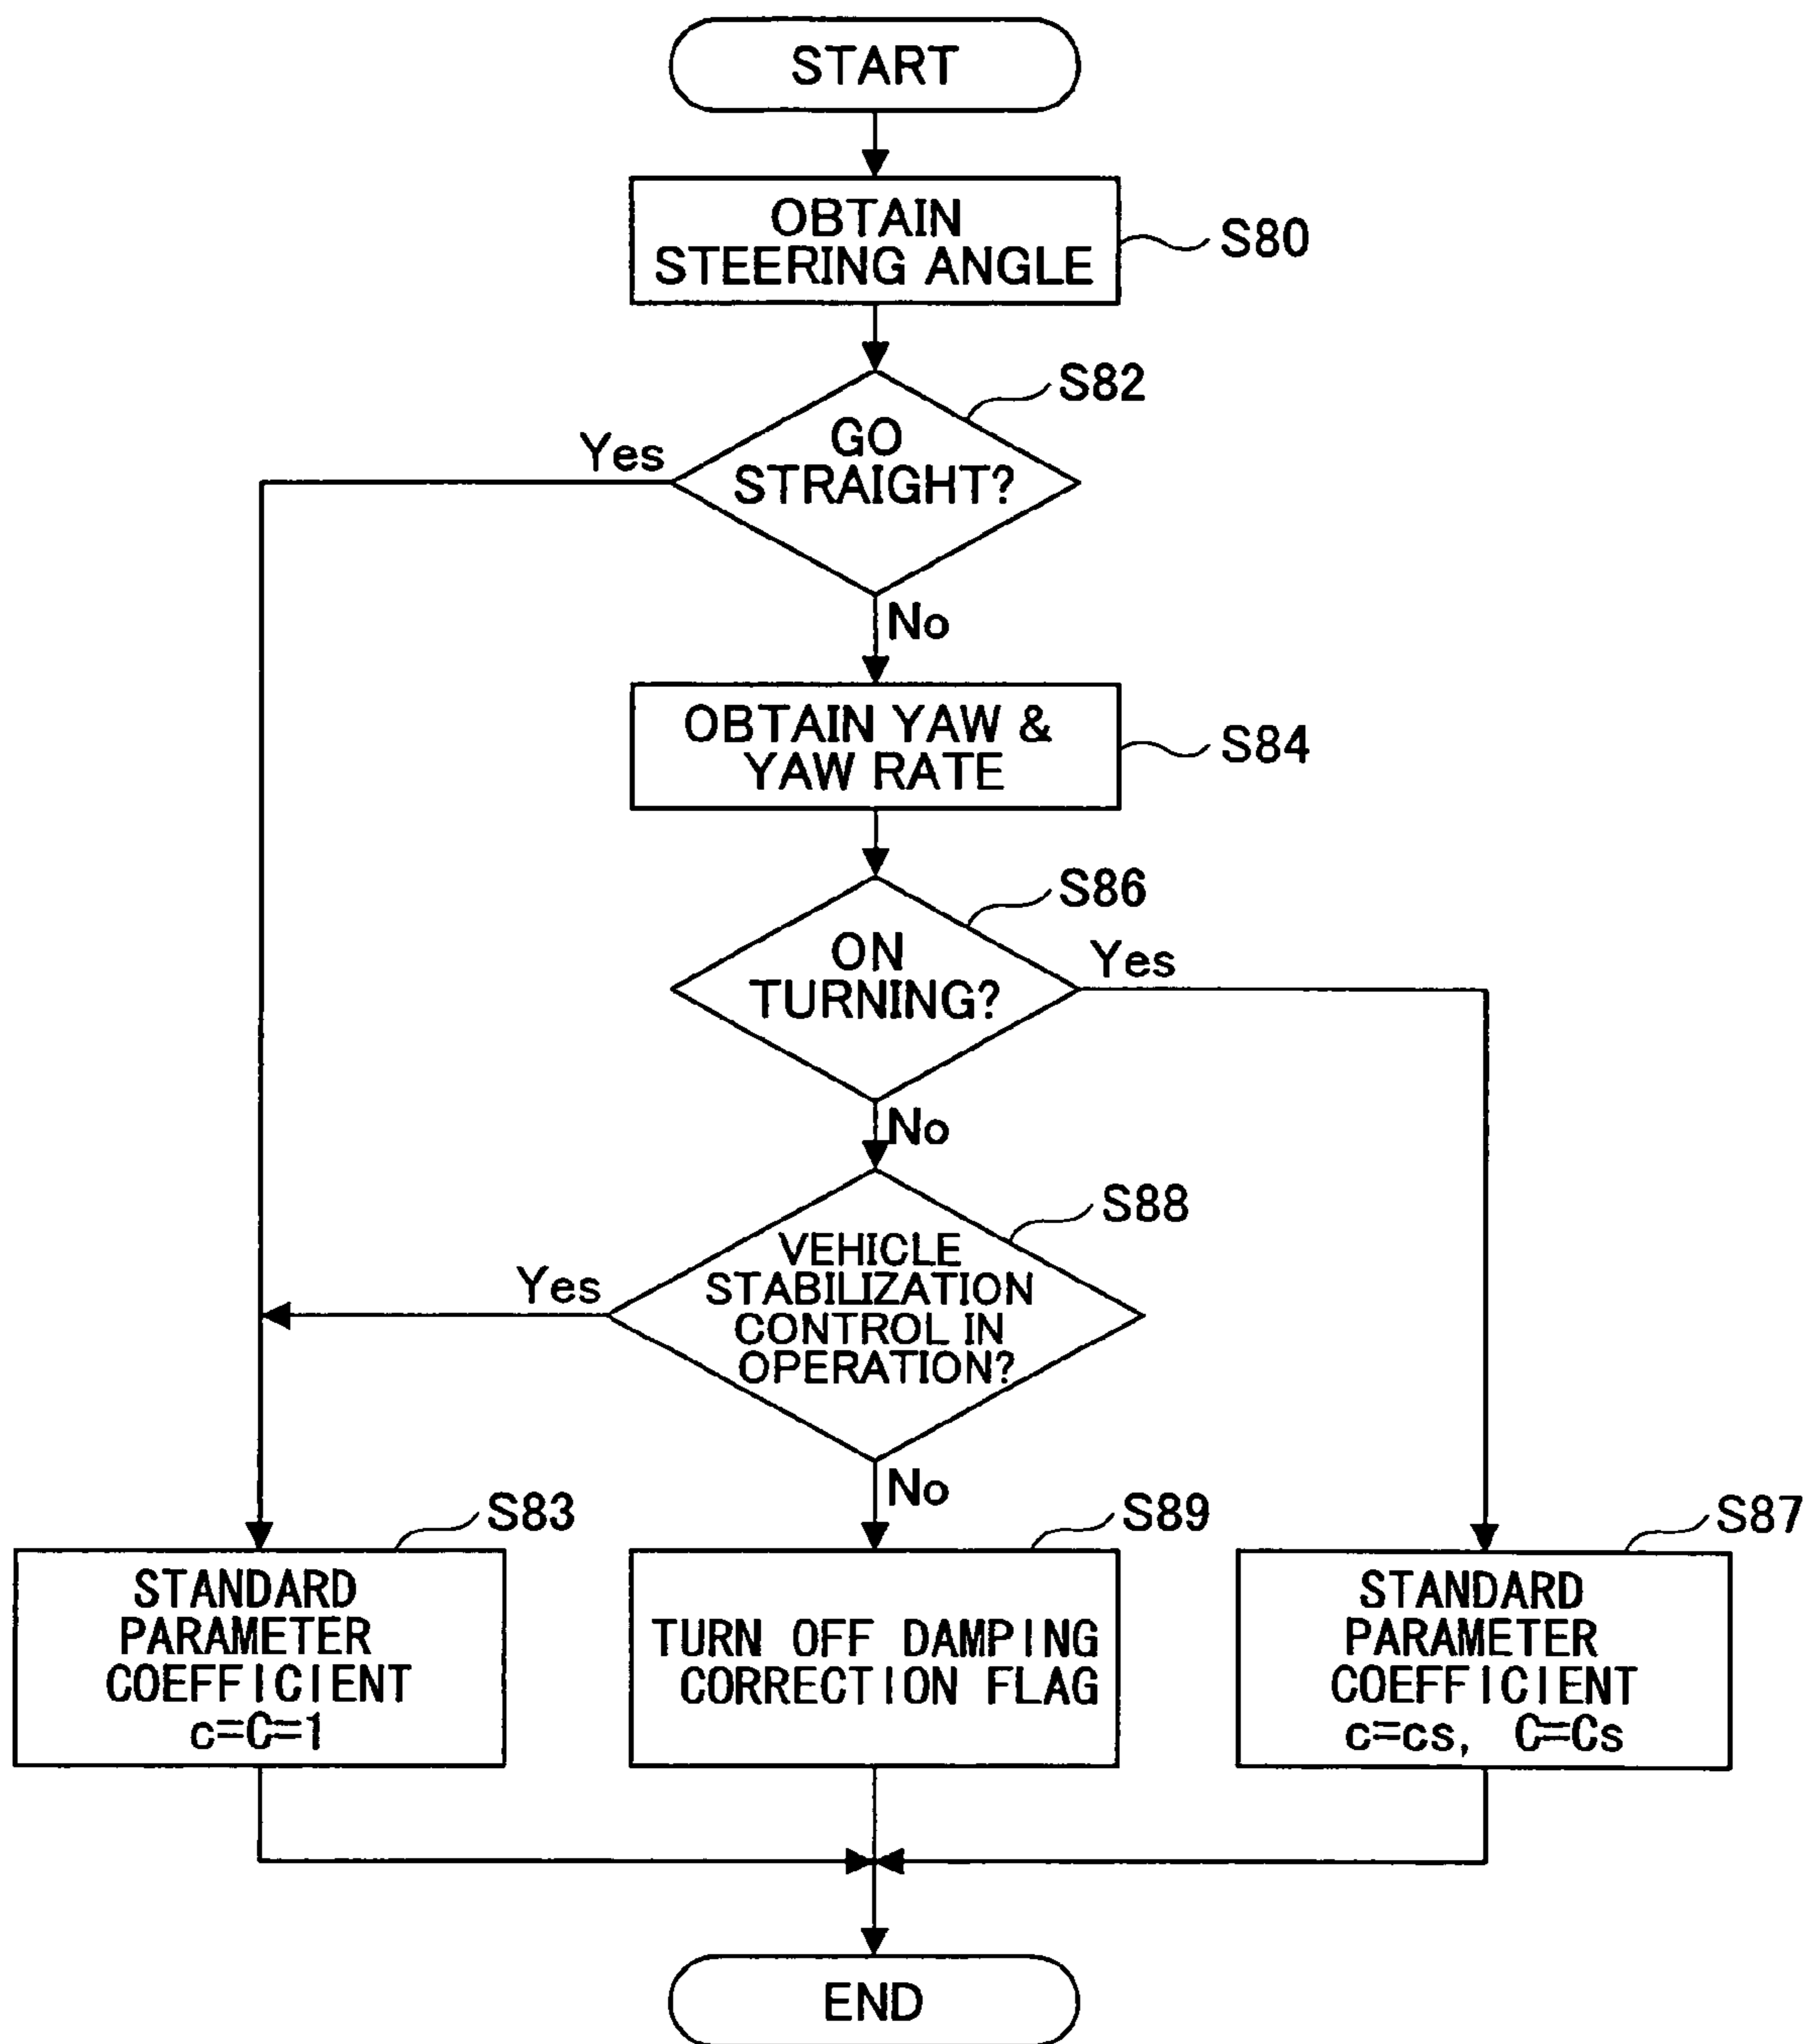 START
OBTAIN
STEERING ANGLE
S80
S82
GO
STRAIGHT?
Yes
No
OBTAIN YAW &
YAW RATE
S84
S86
ON
TURNING?
Yes
No
S88
VEHICLE
STABILIZATION
CONTROL IN
OPERATION?
Yes
No
S83
STANDARD
PARAMETER
COEFFICIENT
c=C=1
S89
TURN OFF DAMPING
CORRECTION FLAG
S87
STANDARD
PARAMETER
COEFFICIENT
c=cs, C=Cs
END